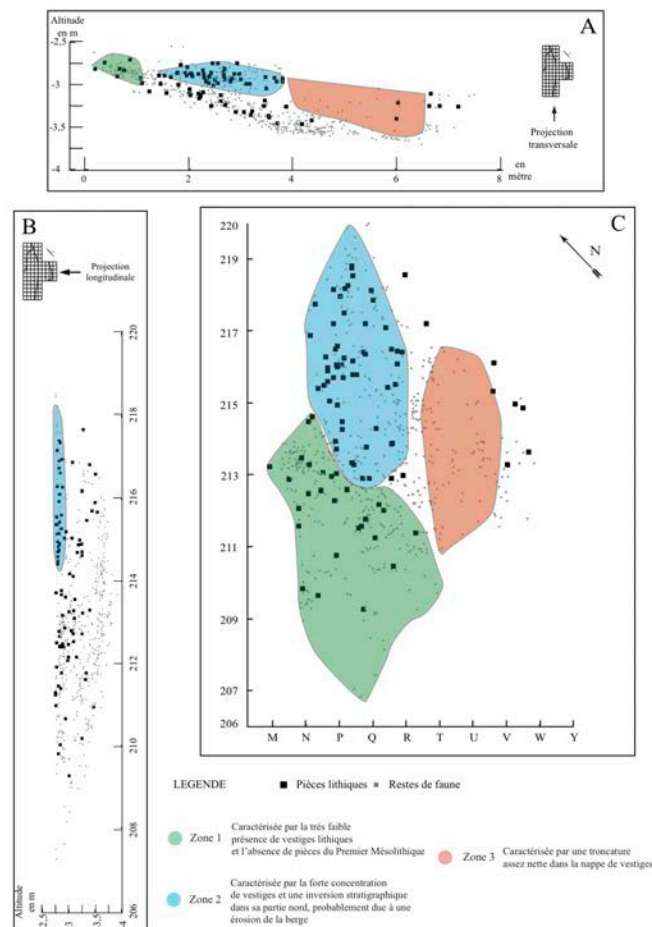 Altitude
en m
A
-2,5
-3
-3,5
-4
0
2
4
6
8
en
mètre
Projection
transversale
B
Projection
longitudinale
220
218
216
214
212
210
208
206
Altitude
en m
2,5
3
3,5
4
C
N
220
219
217
215
213
211
209
207
206
M N P Q R T U V W Y
LEGENDE
Pièces lithiques
Restes de faune
Zone 1
Caractérisée par la très faible
présence de vestiges lithiques
et l'absence de pièces du Premier Mésolithique
Zone 2
Caractérisée par la forte concentration
de vestiges et une inversion stratigraphique
dans sa partie nord, probablement due à une
érosion de la berge
Zone 3
Caractérisée par une troncature
assez nette dans la nappe de vestiges